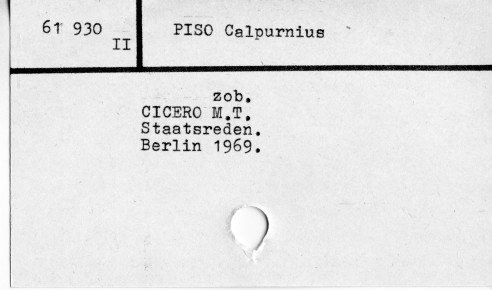 61 930 PISO Calpurnius
II
zob.
CICERO M.T.
Staatsreden.
Berlin 1969.